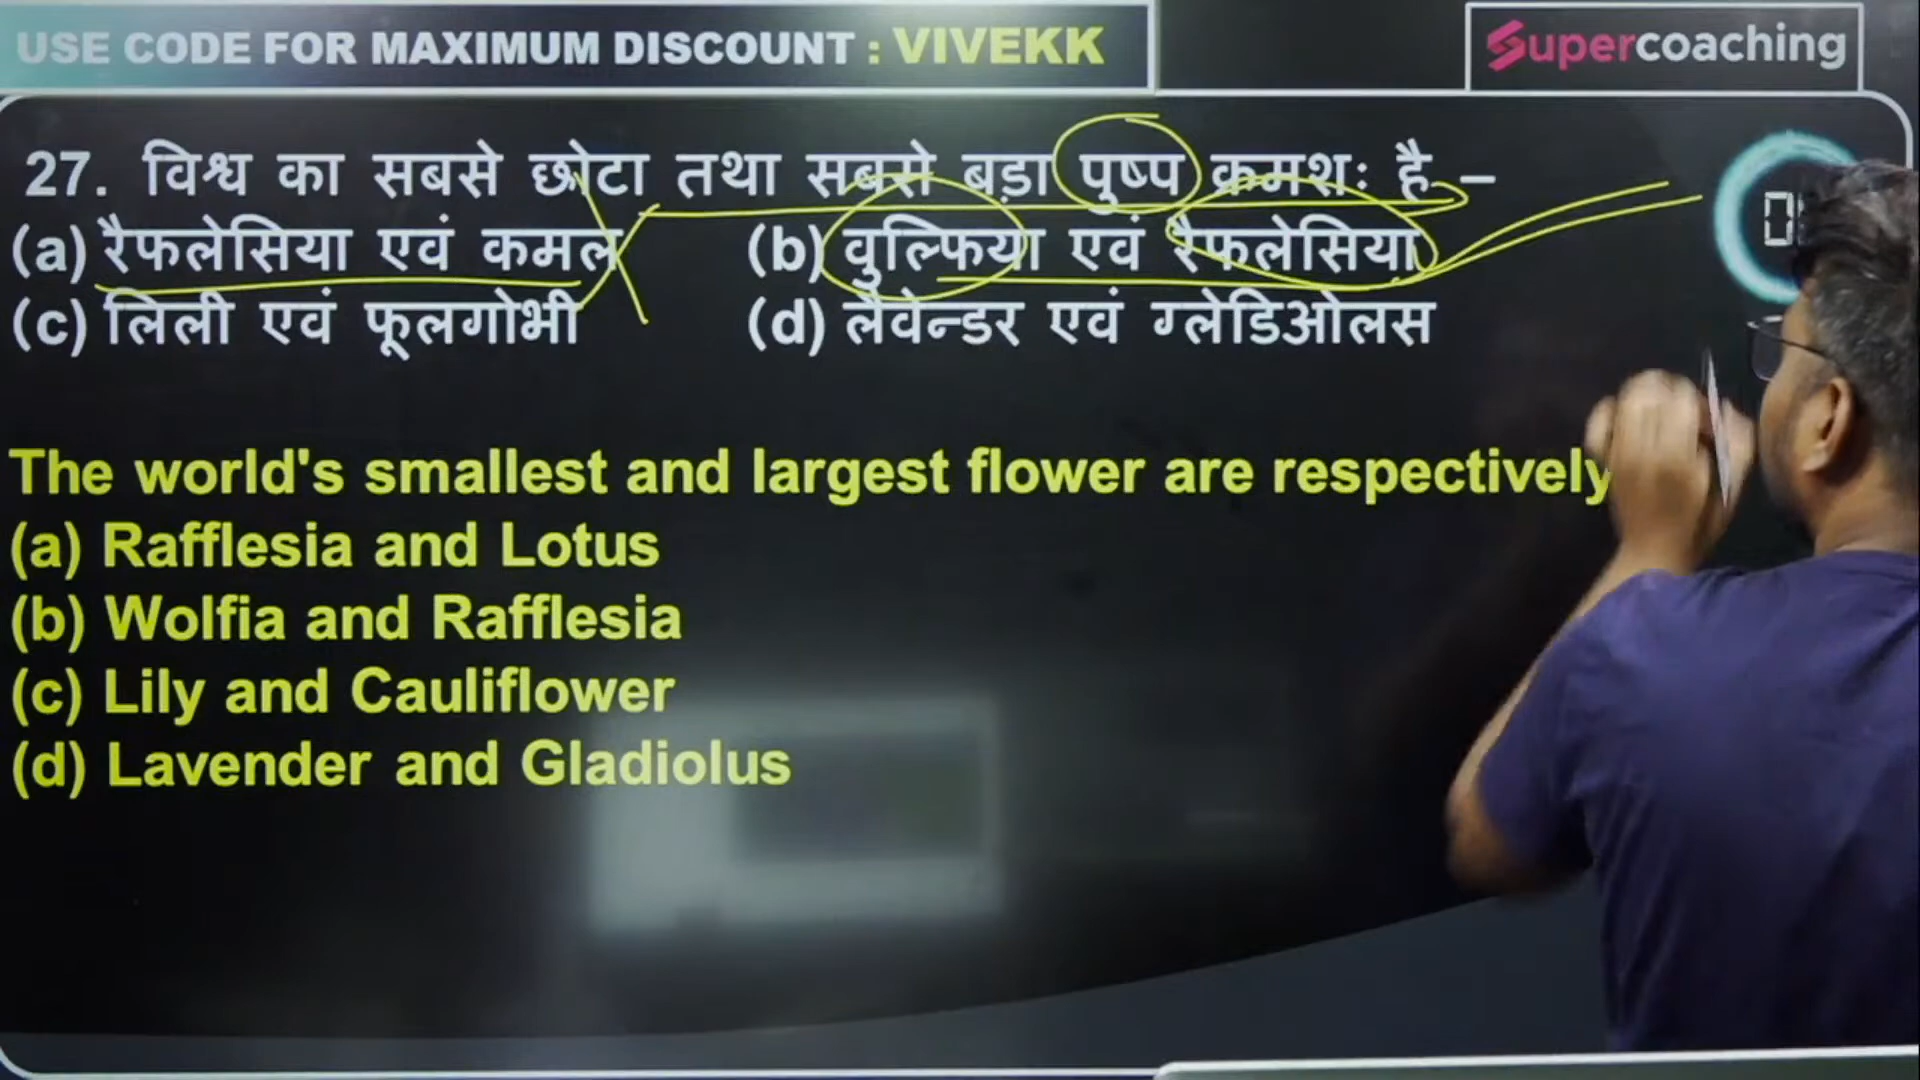 USE CODE FOR MAXIMUM DISCOUNT : VIVEKK
Supercoaching
27. विश्व का सबसे छोटा तथा सबसे बड़ा पुष्प क्रमशः है –
(a) रैफलेसिया एवं कमल (b) वुल्फिया एवं रैफलेसिया
(c) लिली एवं फूलगोभी (d) लैवेन्डर एवं ग्लेडिओलस
The world's smallest and largest flower are respectively
(a) Rafflesia and Lotus
(b) Wolfia and Rafflesia
(c) Lily and Cauliflower
(d) Lavender and Gladiolus